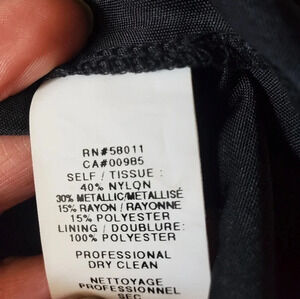 RN#58011
CA#00985
SELF / TISSUE :
40% NYLON
30% METALLIC/METALLISÉ
15% RAYON/RAYONNE
15% POLYESTER
LINING / DOUBLURE:
100% POLYESTER
PROFESSIONAL
DRY CLEAN
NETTOYAGE
PROFESSIONNEL
SEC